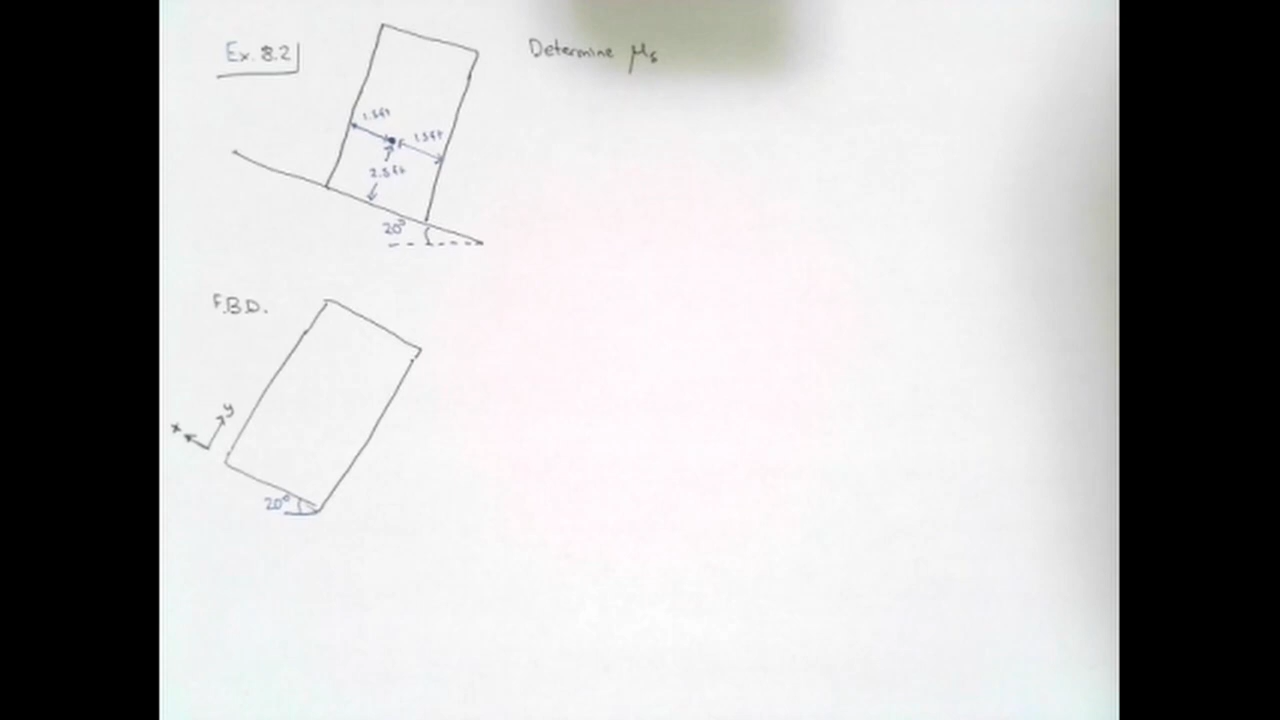 Ex. 8.2
Determine μs
1.5ft
1.5ft
2.5ft
20°
F.B.D.
y
x
20°